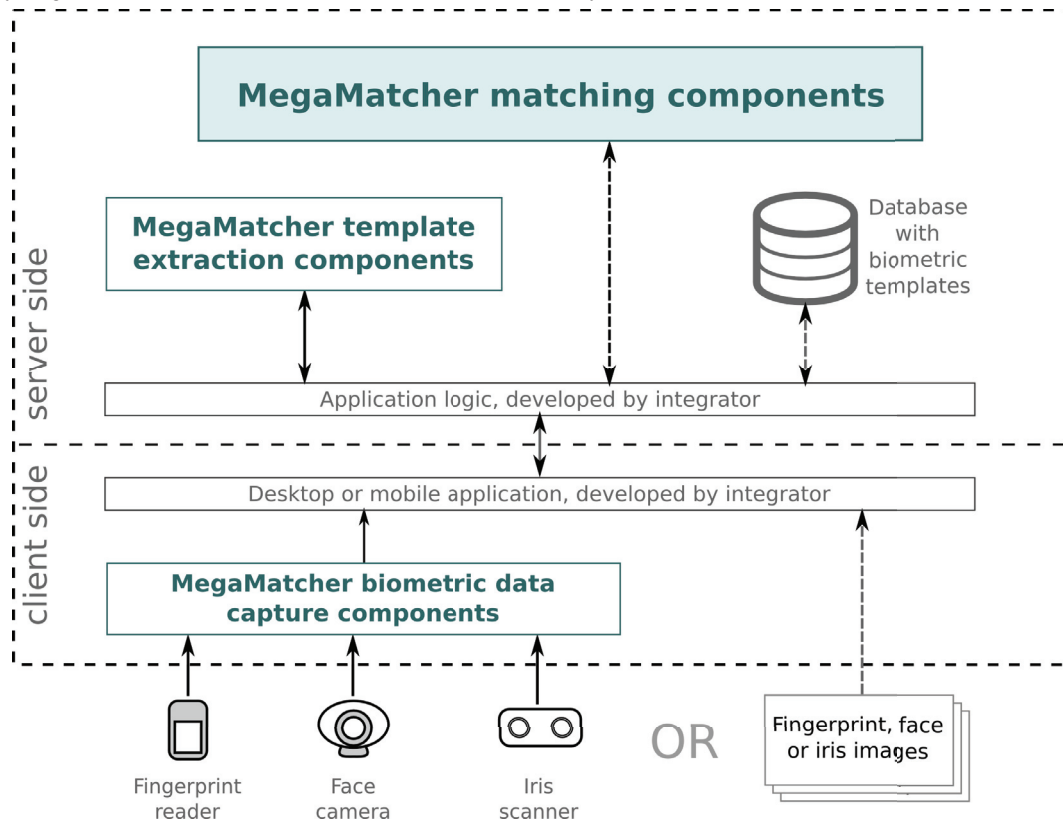 MegaMatcher matching components
MegaMatcher template
extraction components
Database
with
biometric
templates
server side
Application logic, developed by integrator
client side
Desktop or mobile application, developed by integrator
MegaMatcher biometric data
capture components
Fingerprint
reader
Face
camera
Iris
scanner
OR
Fingerprint, face
or iris images